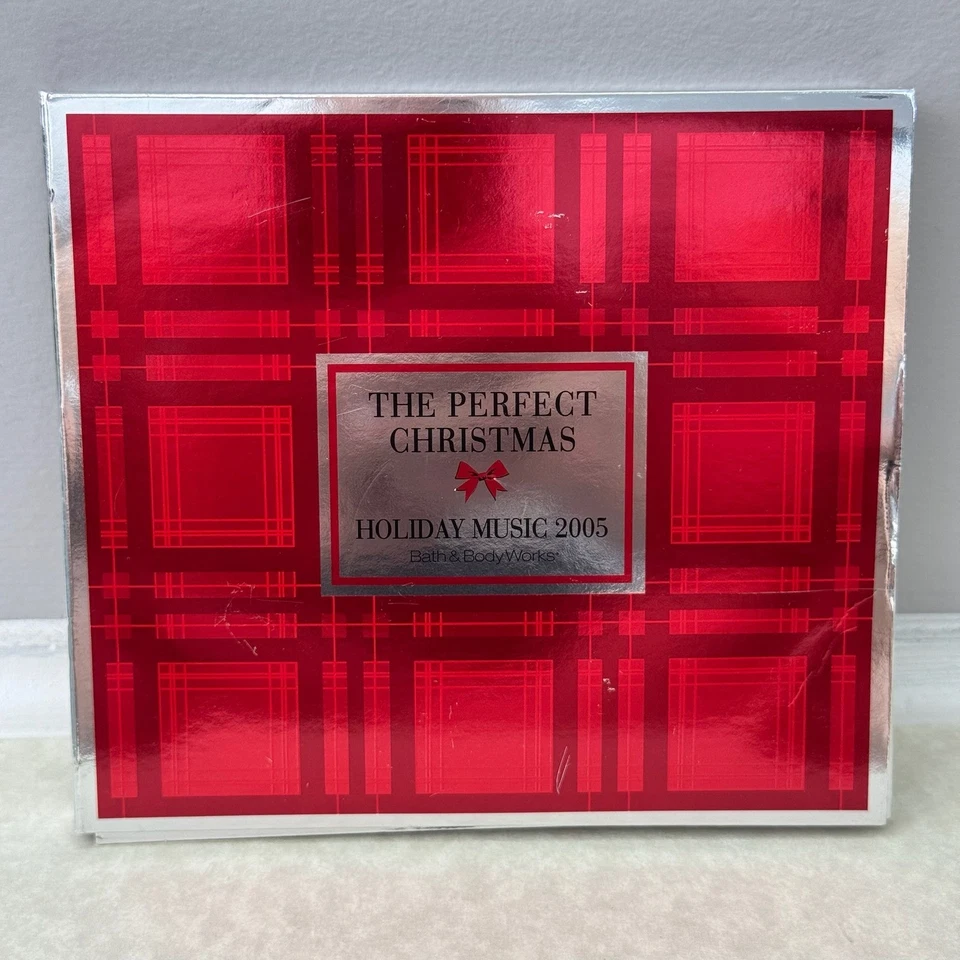 THE PERFECT
CHRISTMAS
HOLIDAY MUSIC 2005
Bath & Body Works®